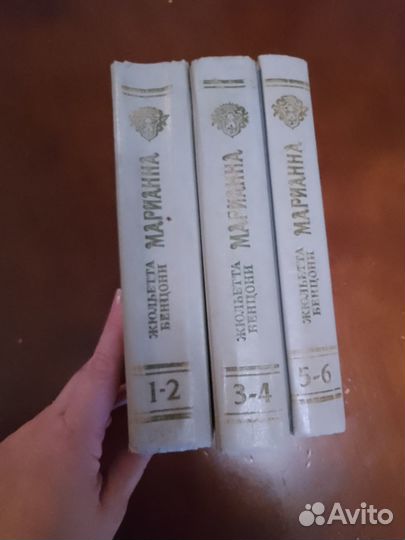 ЖЮЛЬЕТТА
БЕНЦОНИ
МАРИАННА
1-2
ЖЮЛЬЕТТА
БЕНЦОНИ
МАРИАННА
3-4
ЖЮЛЬЕТТА
БЕНЦОНИ
МАРИАННА
5-6
Avito